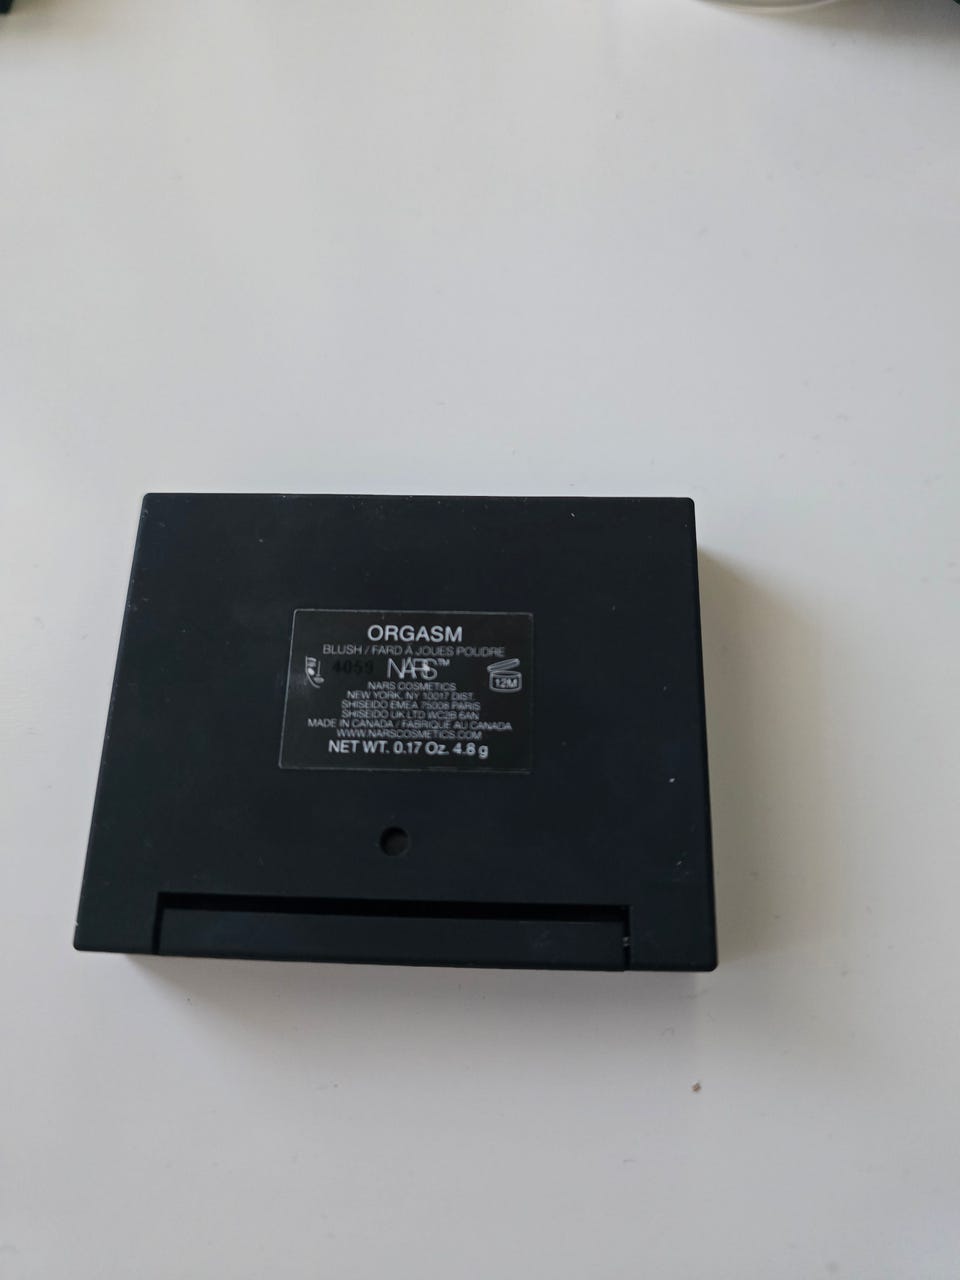 ORGASM
BLUSH / FARD À JOUES POUDRE
4059 NARS™
12M
NARS COSMETICS
NEW YORK, NY 10017 DIST.
SHISEIDO EMEA 75008 PARIS
SHISEIDO UK LTD WC2B 6AN
MADE IN CANADA / FABRIQUÉ AU CANADA
WWW.NARSCOSMETICS.COM
NET WT. 0.17 Oz. 4.8 g